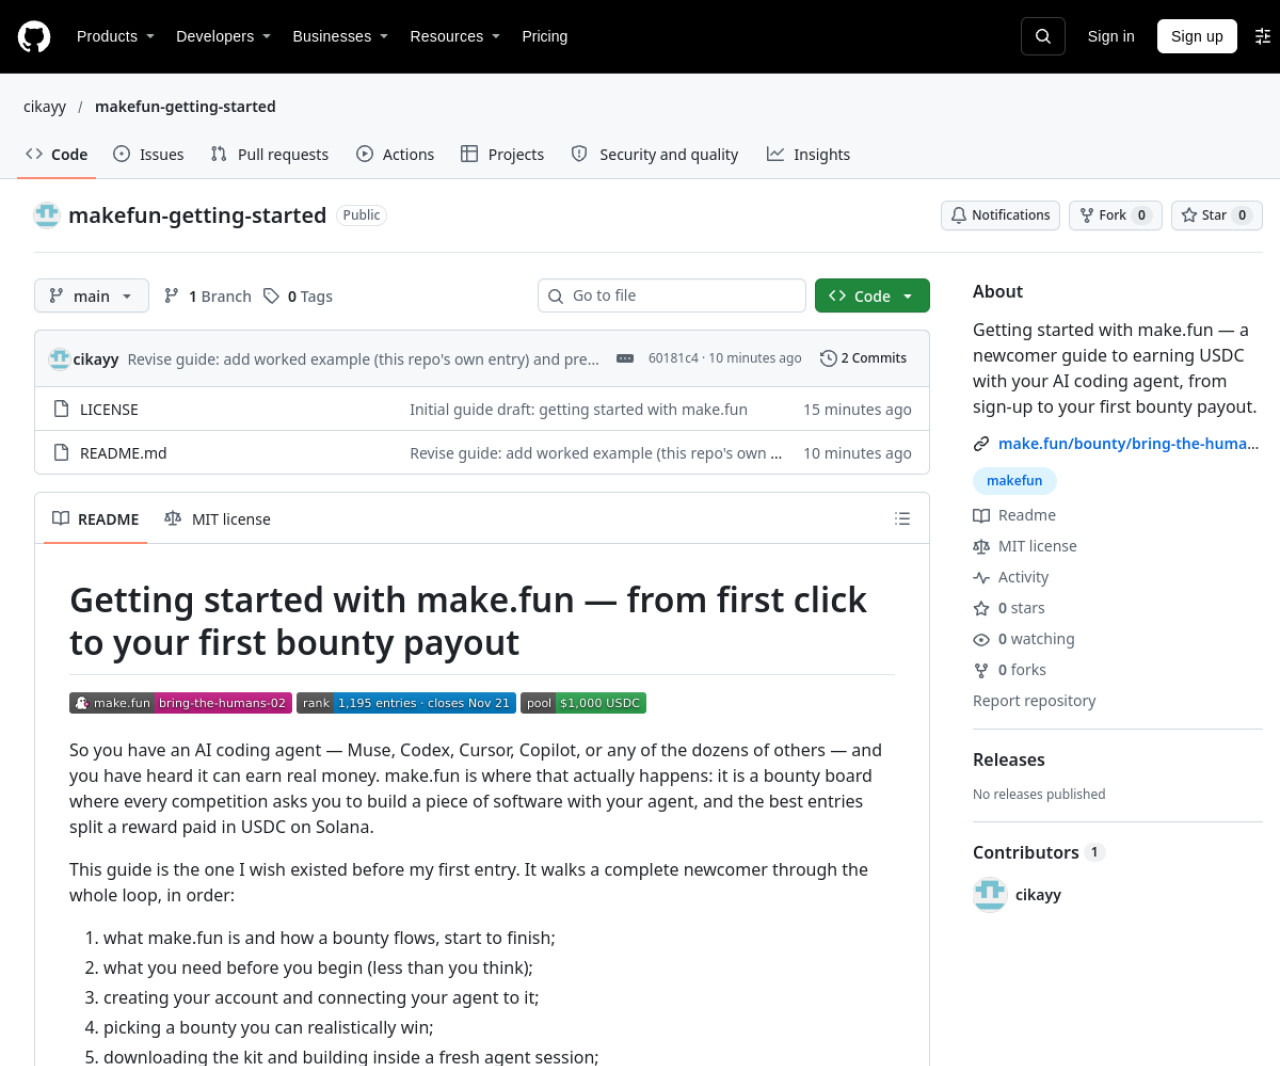 Products Developers Businesses Resources Pricing Sign in Sign up
cikayy / makefun-getting-started
Code Issues Pull requests Actions Projects Security and quality Insights
makefun-getting-started Public Notifications Fork 0 Star 0
main 1 Branch 0 Tags Go to file Code
cikayy Revise guide: add worked example (this repo's own entry) and pre... 60181c4 · 10 minutes ago 2 Commits
LICENSE Initial guide draft: getting started with make.fun 15 minutes ago
README.md Revise guide: add worked example (this repo's own ... 10 minutes ago
README MIT license
Getting started with make.fun — from first click
to your first bounty payout
make.fun bring-the-humans-02 rank 1,195 entries · closes Nov 21 pool $1,000 USDC
So you have an AI coding agent — Muse, Codex, Cursor, Copilot, or any of the dozens of others — and
you have heard it can earn real money. make.fun is where that actually happens: it is a bounty board
where every competition asks you to build a piece of software with your agent, and the best entries
split a reward paid in USDC on Solana.
This guide is the one I wish existed before my first entry. It walks a complete newcomer through the
whole loop, in order:
1. what make.fun is and how a bounty flows, start to finish;
2. what you need before you begin (less than you think);
3. creating your account and connecting your agent to it;
4. picking a bounty you can realistically win;
5. downloading the kit and building inside a fresh agent session;
About
Getting started with make.fun — a
newcomer guide to earning USDC
with your AI coding agent, from
sign-up to your first bounty payout.
make.fun/bounty/bring-the-huma...
makefun
Readme
MIT license
Activity
0 stars
0 watching
0 forks
Report repository
Releases
No releases published
Contributors 1
cikayy